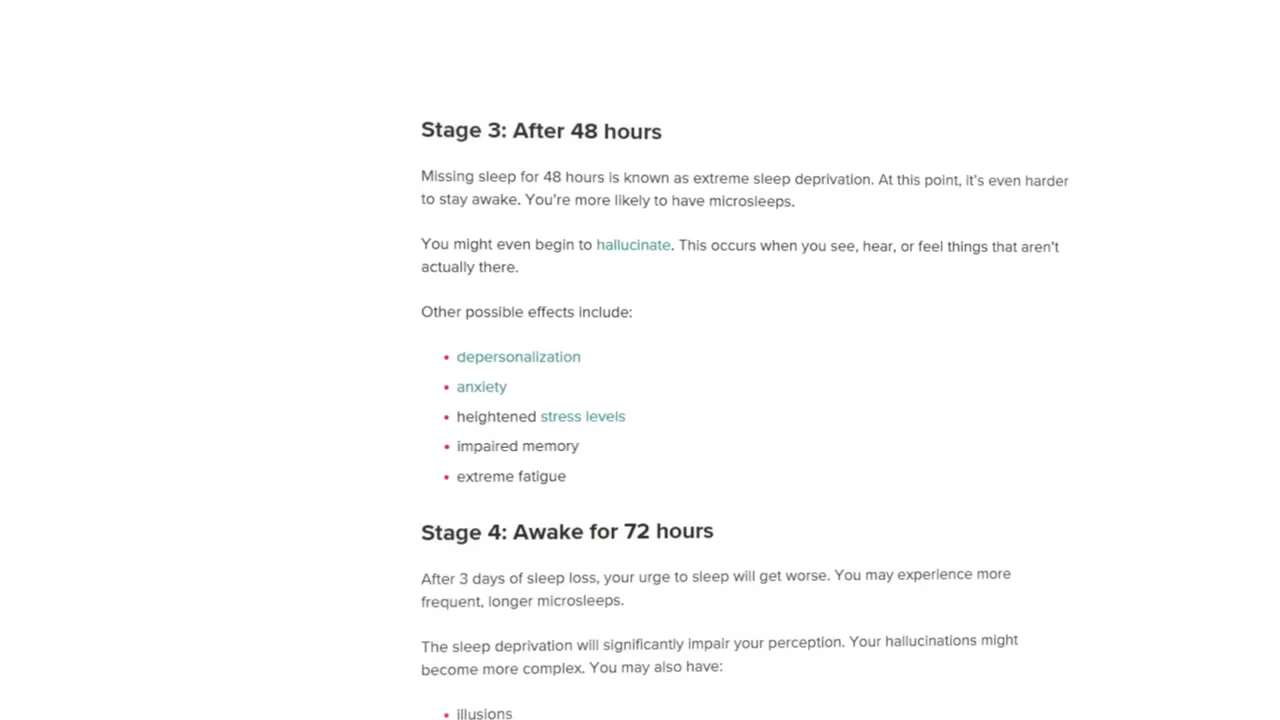 Stage 3: After 48 hours
Missing sleep for 48 hours is known as extreme sleep deprivation. At this point, it's even harder
to stay awake. You're more likely to have microsleeps.
You might even begin to hallucinate. This occurs when you see, hear, or feel things that aren't
actually there.
Other possible effects include:
• depersonalization
• anxiety
• heightened stress levels
• impaired memory
• extreme fatigue
Stage 4: Awake for 72 hours
After 3 days of sleep loss, your urge to sleep will get worse. You may experience more
frequent, longer microsleeps.
The sleep deprivation will significantly impair your perception. Your hallucinations might
become more complex. You may also have:
• illusions